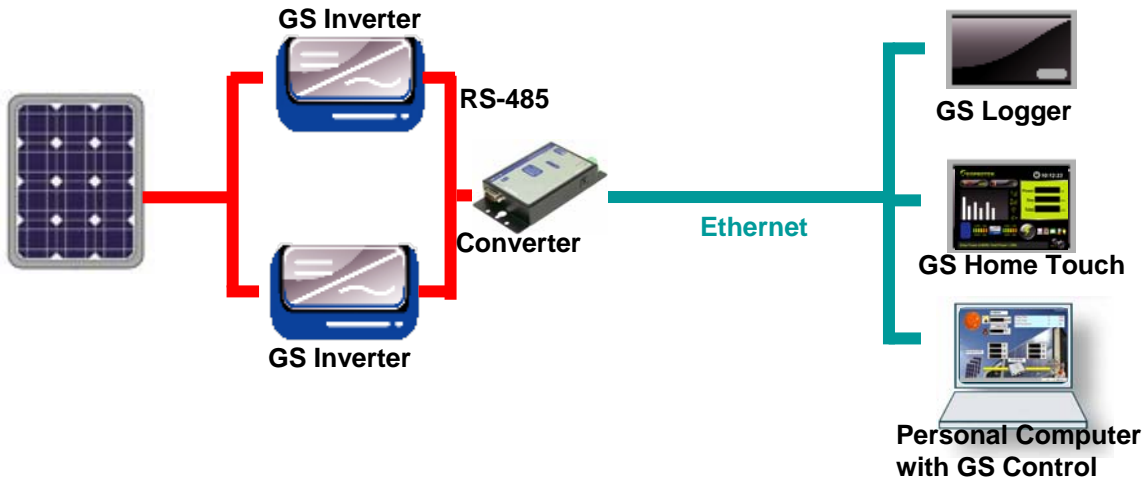 GS Inverter
RS-485
GS Logger
Converter
Ethernet
GS Home Touch
GS Inverter
Personal Computer
with GS Control